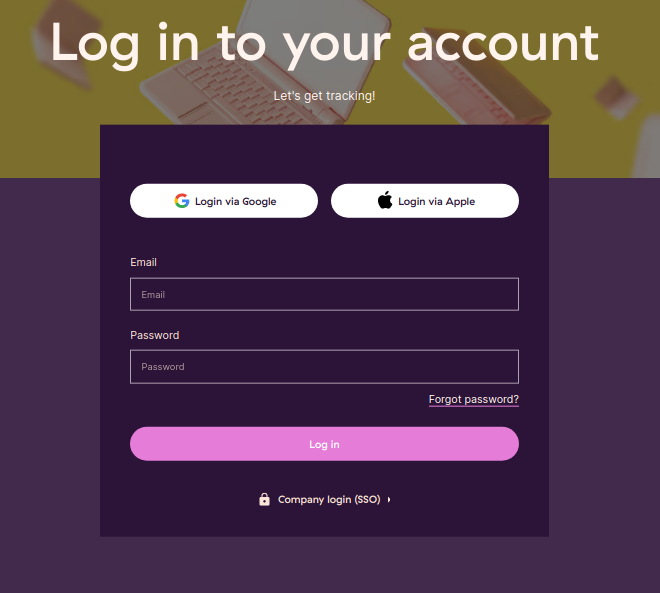 Log in to your account
Let's get tracking!
Login via Google
Login via Apple
Email
Email
Password
Password
Forgot password?
Log in
Company login (SSO)